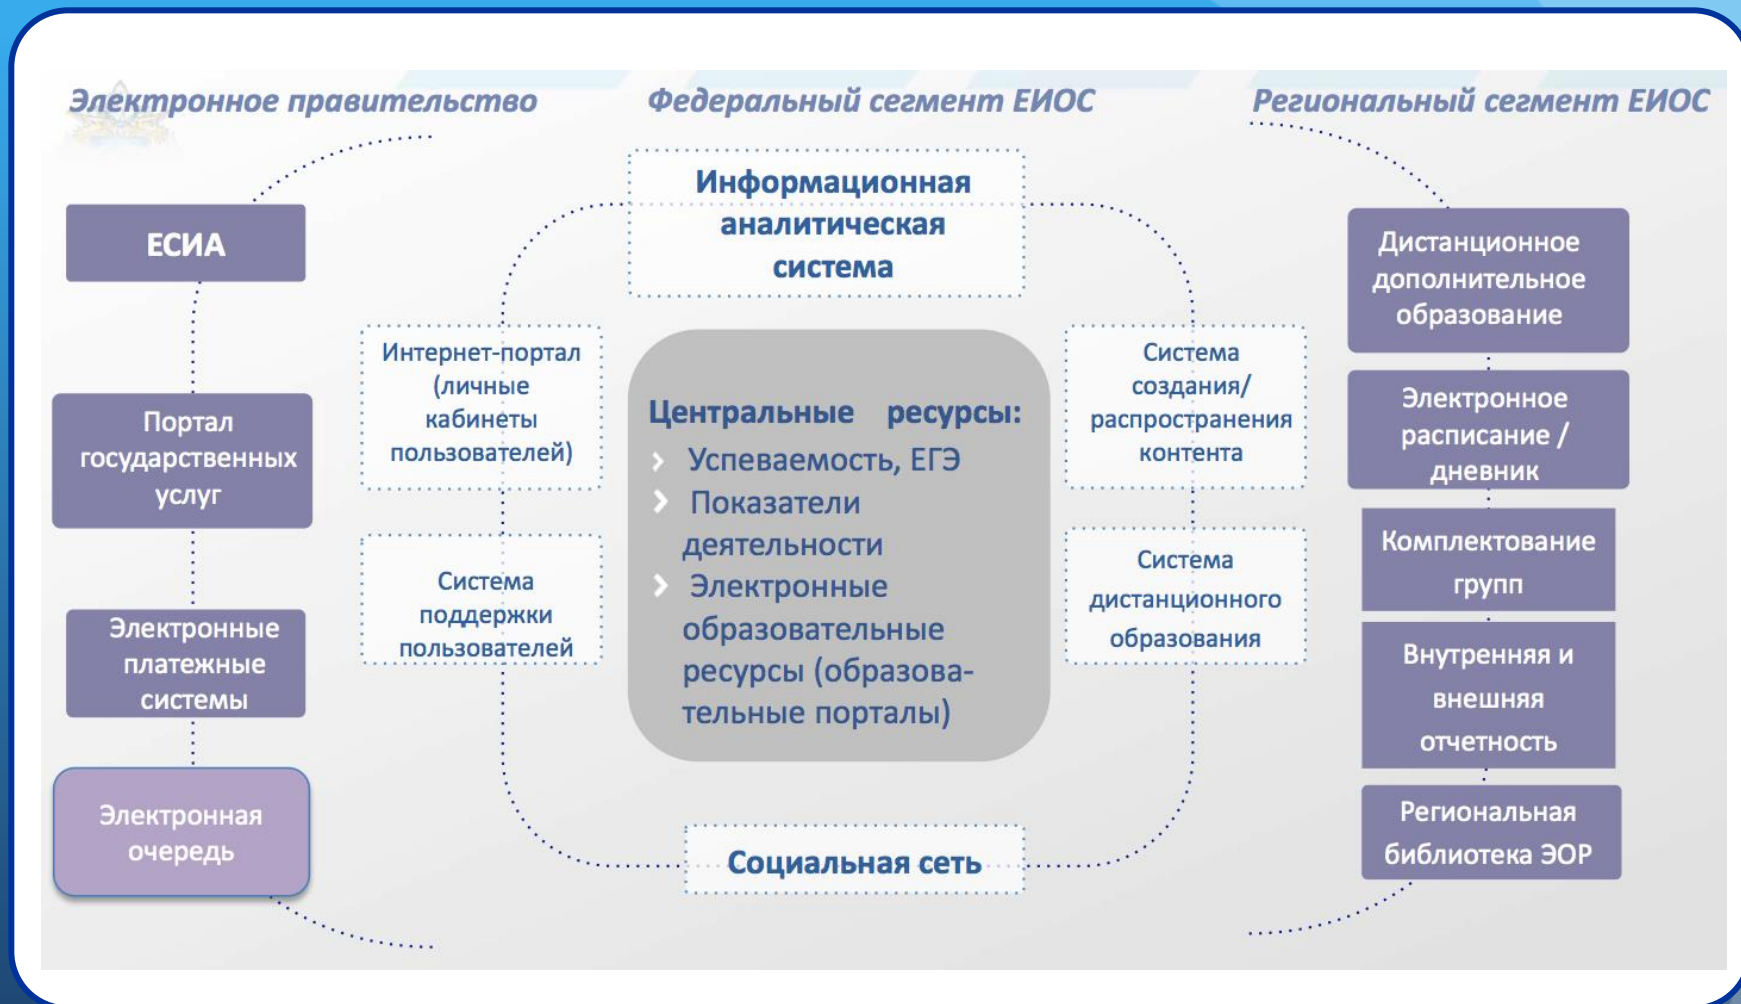 Электронное правительство
Федеральный сегмент ЕИОС
Региональный сегмент ЕИОС
ЕСИА
Портал
государственных
услуг
Электронные
платежные
системы
Электронная
очередь
Информационная
аналитическая
система
Интернет-портал
(личные
кабинеты
пользователей)
Система
поддержки
пользователей
Центральные ресурсы:
Успеваемость, ЕГЭ
Показатели
деятельности
Электронные
образовательные
ресурсы (образова-
тельные порталы)
Система
создания/
распространения
контента
Система
дистанционного
образования
Социальная сеть
Дистанционное
дополнительное
образование
Электронное
расписание /
дневник
Комплектование
групп
Внутренняя и
внешняя
отчетность
Региональная
библиотека ЭОР